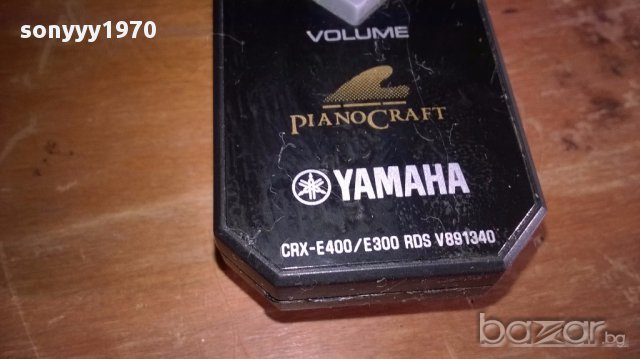 sonyyy1970
VOLUME
PIANOCRAFT
YAMAHA
CRX-E400/E300 RDS V891340
bazar.bg